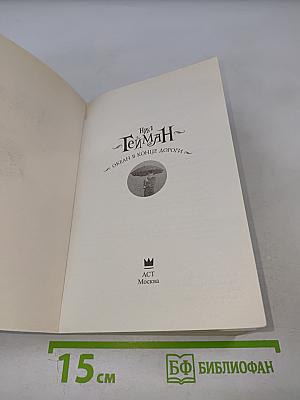 Нил
Гейман
ОКЕАН В КОНЦЕ ДОРОГИ
АСТ
Москва
15 см
БФ БИБЛИОФАН